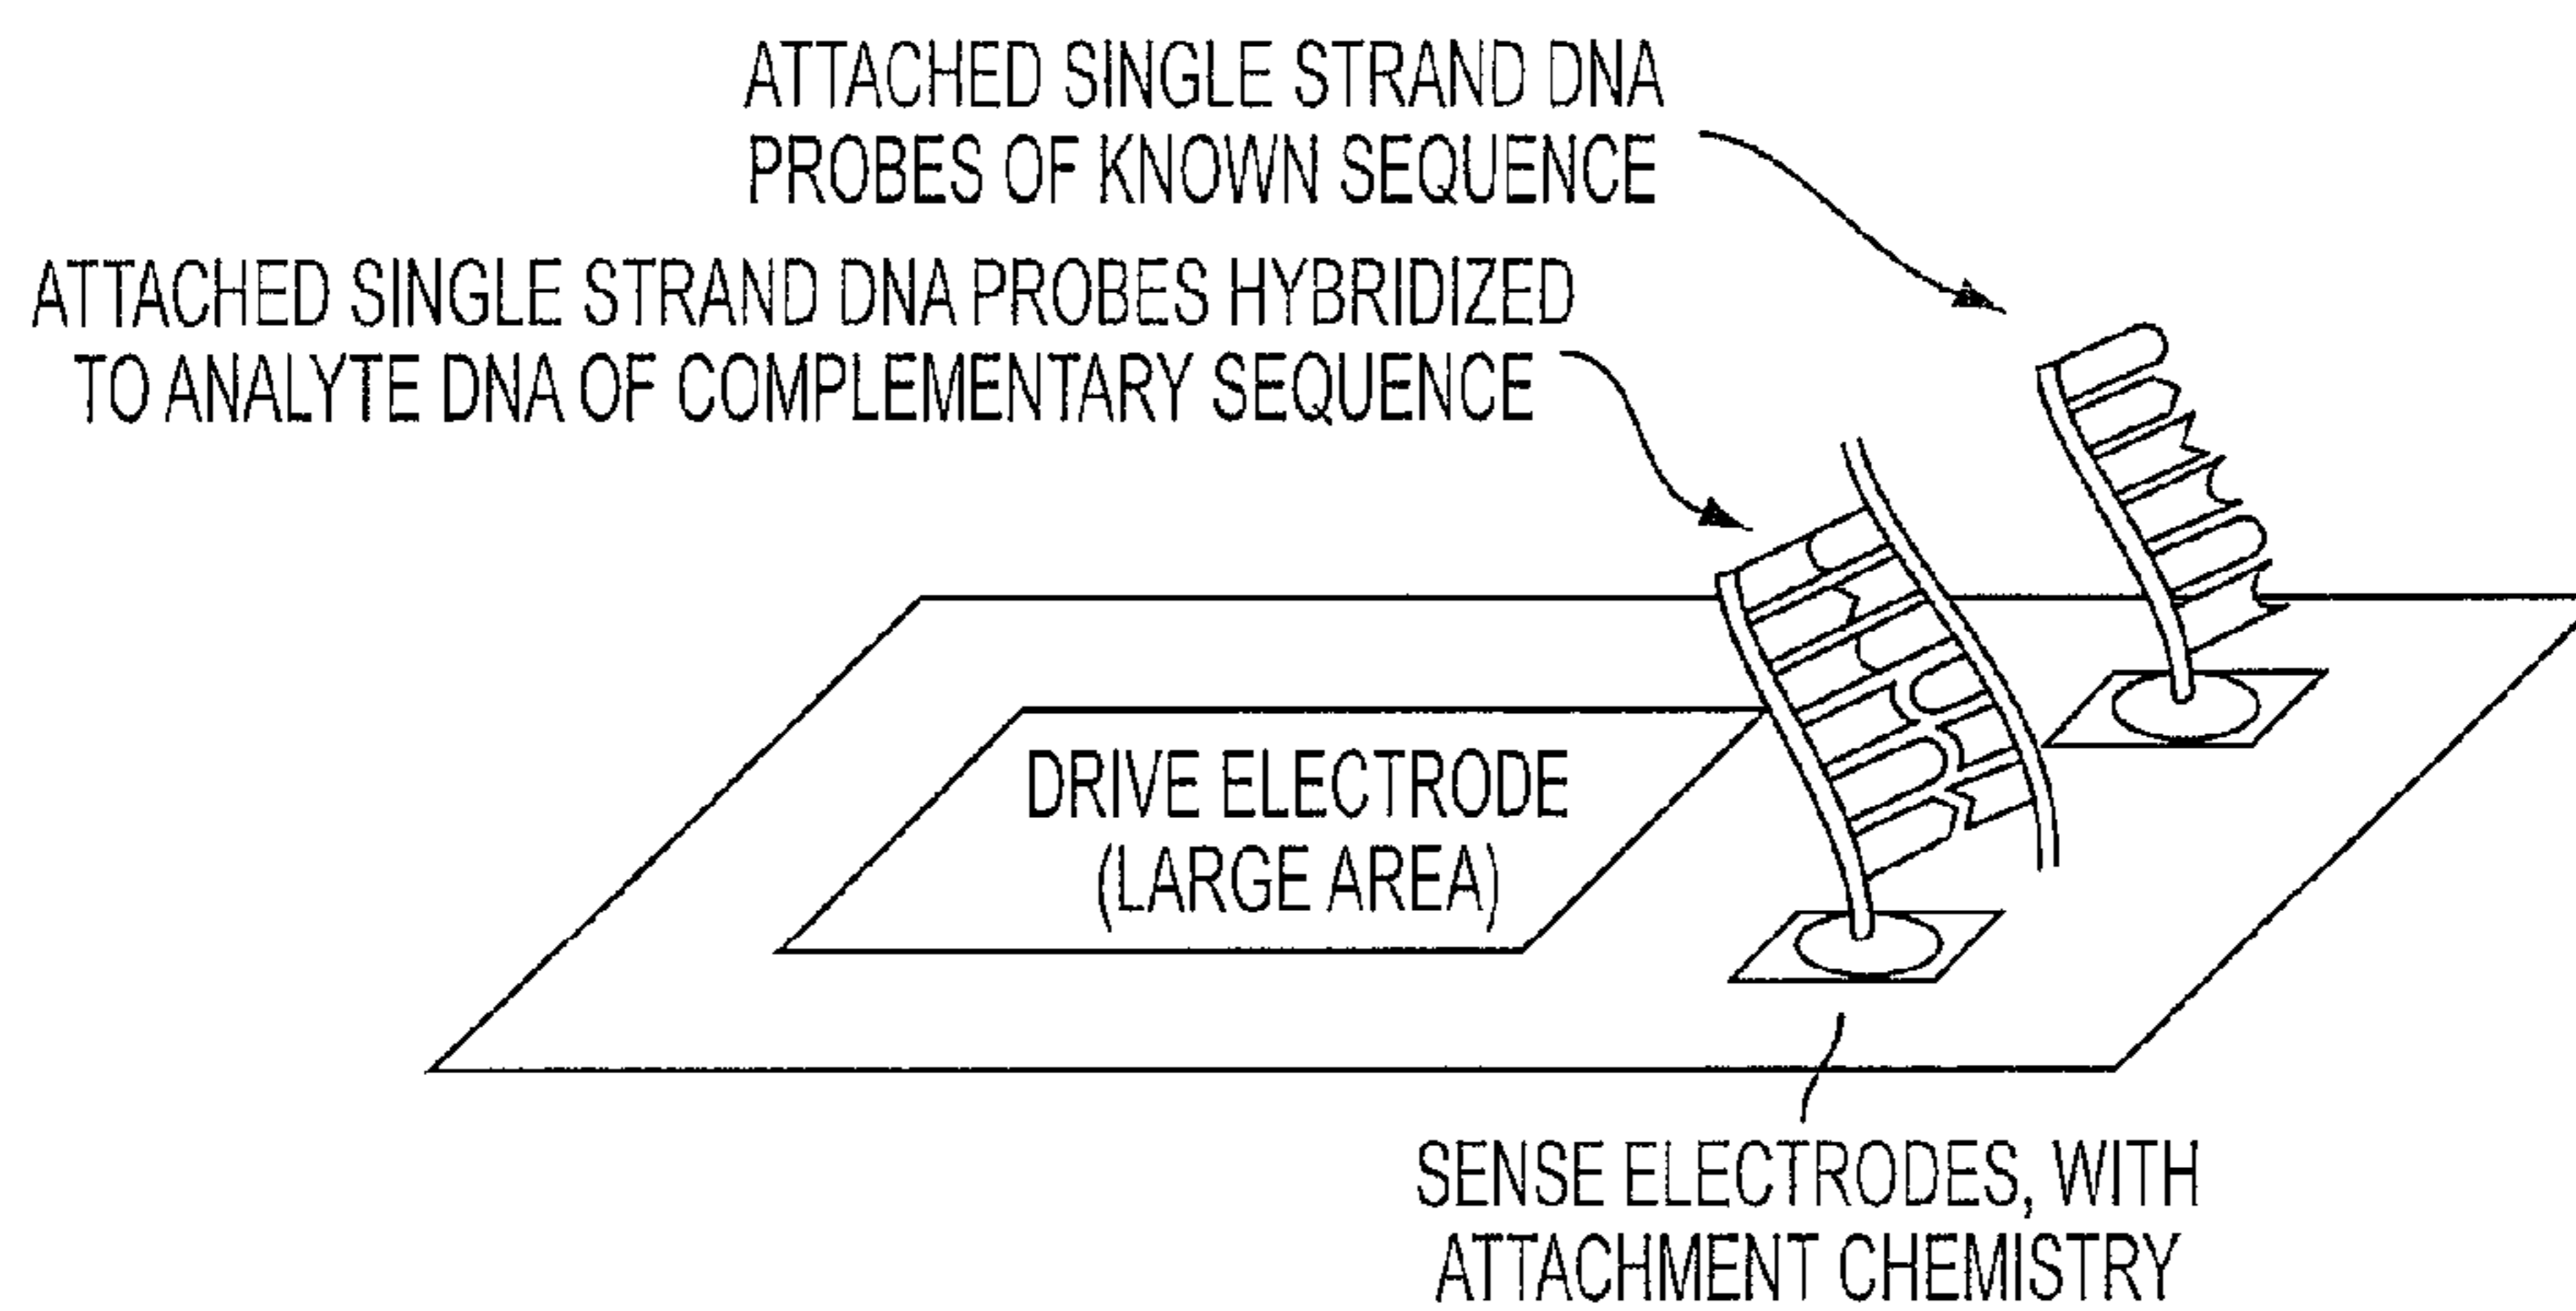 ATTACHED SINGLE STRAND DNA
PROBES OF KNOWN SEQUENCE
ATTACHED SINGLE STRAND DNA PROBES HYBRIDIZED
TO ANALYTE DNA OF COMPLEMENTARY SEQUENCE
DRIVE ELECTRODE
(LARGE AREA)
SENSE ELECTRODES, WITH
ATTACHMENT CHEMISTRY